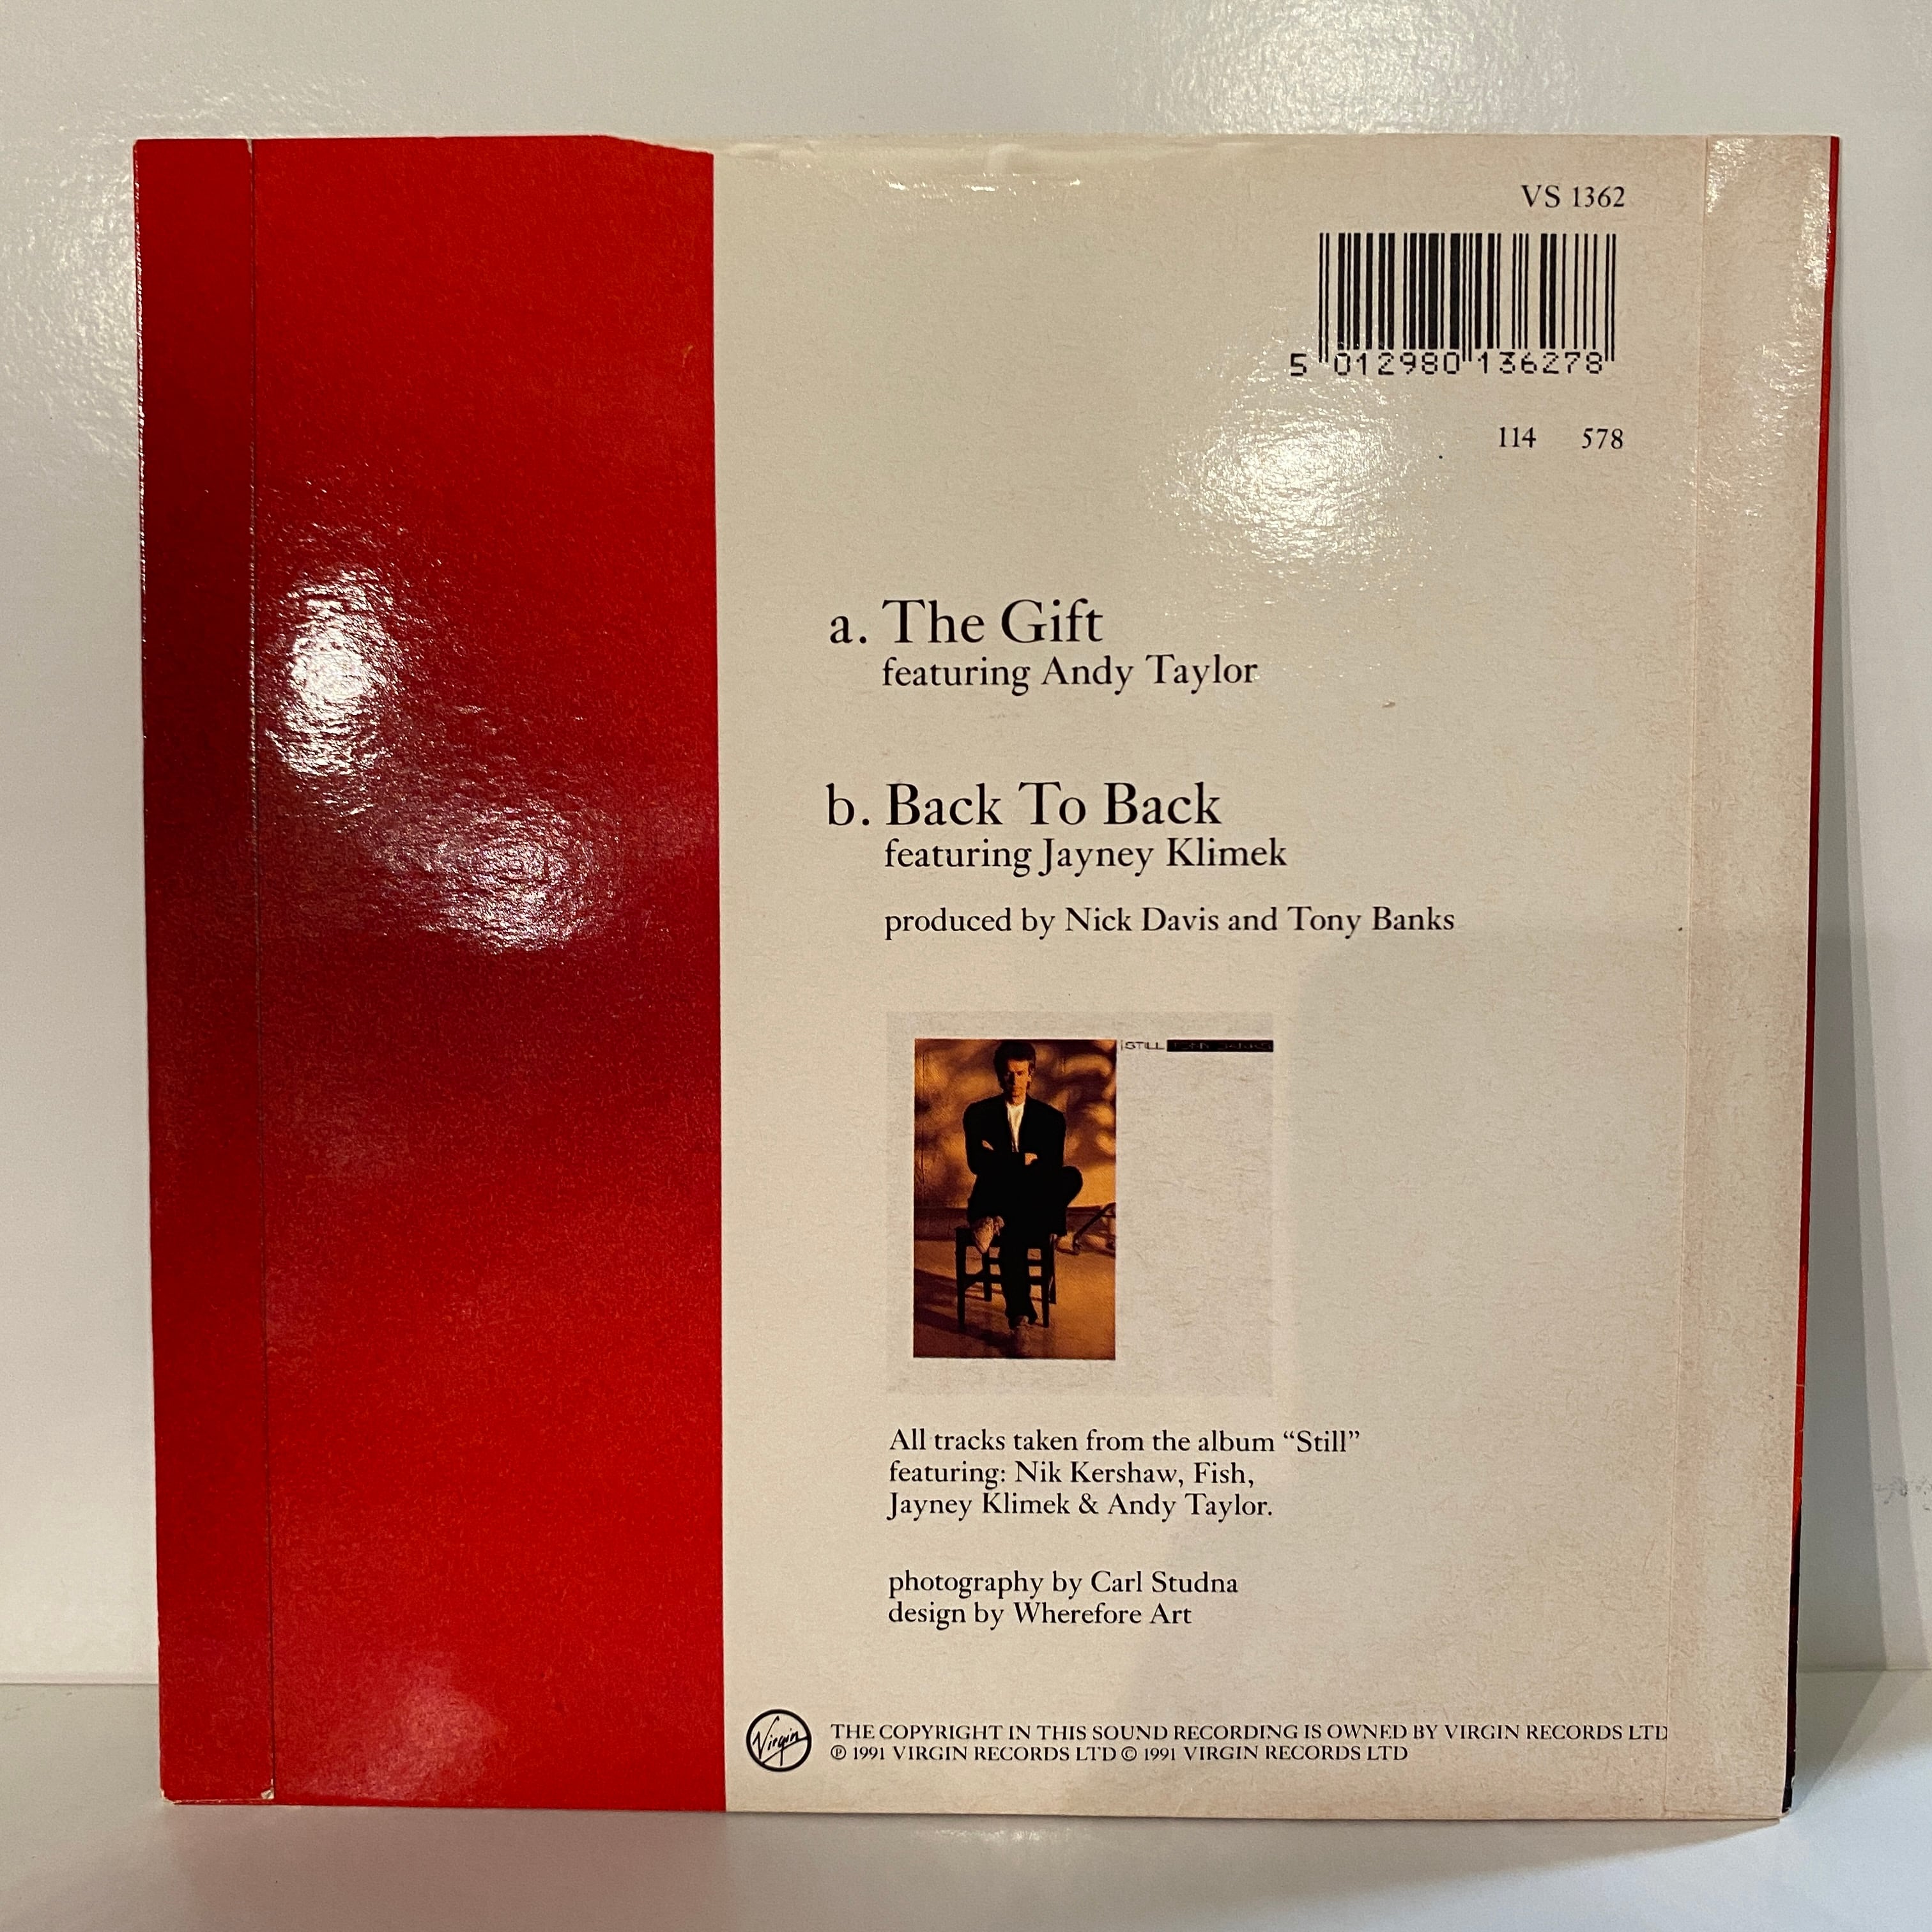 VS 1362
5 012980 136278
114 578
a. The Gift
featuring Andy Taylor
b. Back To Back
featuring Jayney Klimek
produced by Nick Davis and Tony Banks
STILL
All tracks taken from the album “Still”
featuring: Nik Kershaw, Fish,
Jayney Klimek & Andy Taylor.
photography by Carl Studna
design by Wherefore Art
Virgin
THE COPYRIGHT IN THIS SOUND RECORDING IS OWNED BY VIRGIN RECORDS LTD
℗ 1991 VIRGIN RECORDS LTD © 1991 VIRGIN RECORDS LTD